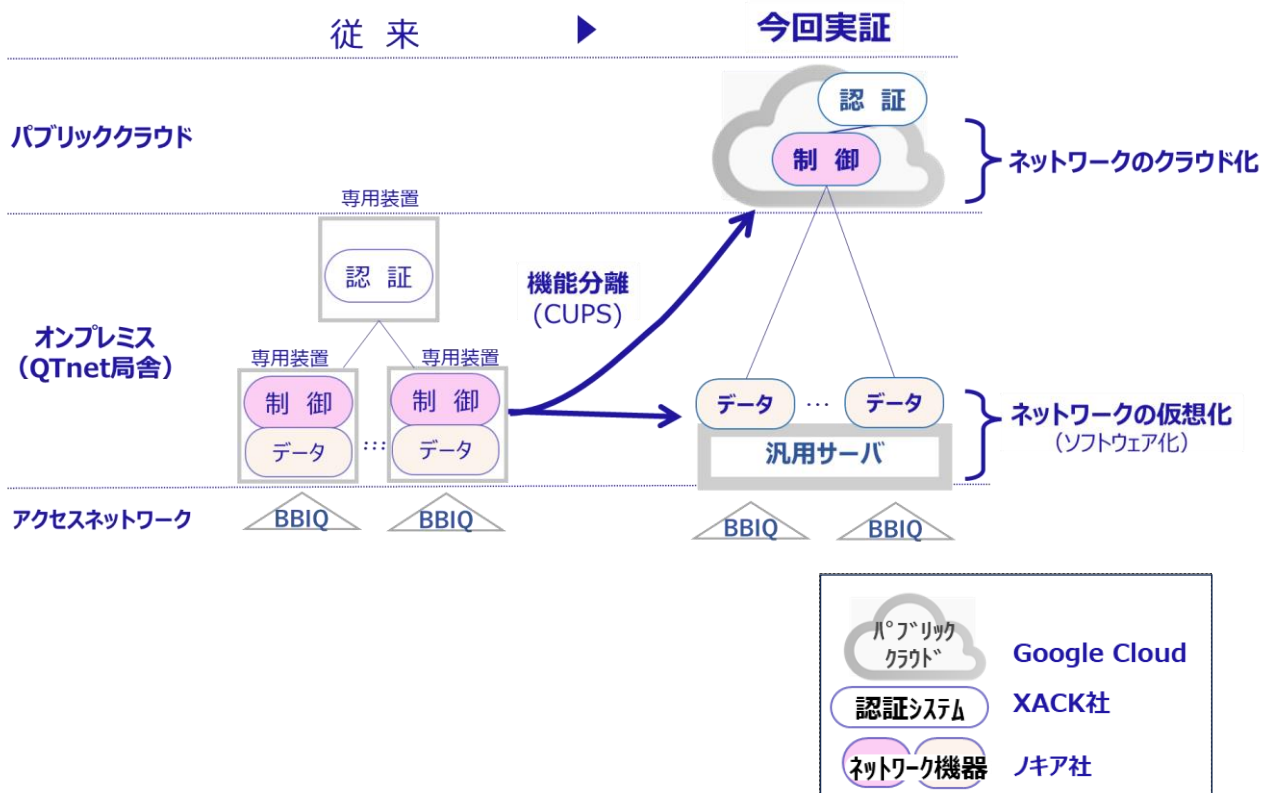 従 来
今回実証
パブリッククラウド
認 証
制 御
ネットワークのクラウド化
専用装置
認 証
機能分離
(CUPS)
オンプレミス
（QTnet局舎）
専用装置
専用装置
制 御
データ
…
制 御
データ
データ
…
データ
汎用サーバ
ネットワークの仮想化
(ソフトウェア化)
アクセスネットワーク
BBIQ
BBIQ
BBIQ
BBIQ
ﾊﾟﾌﾞﾘｯｸ
ｸﾗｳﾄﾞ
Google Cloud
認証ｼｽﾃﾑ
XACK社
ﾈｯﾄﾜｰｸ機器
ノキア社